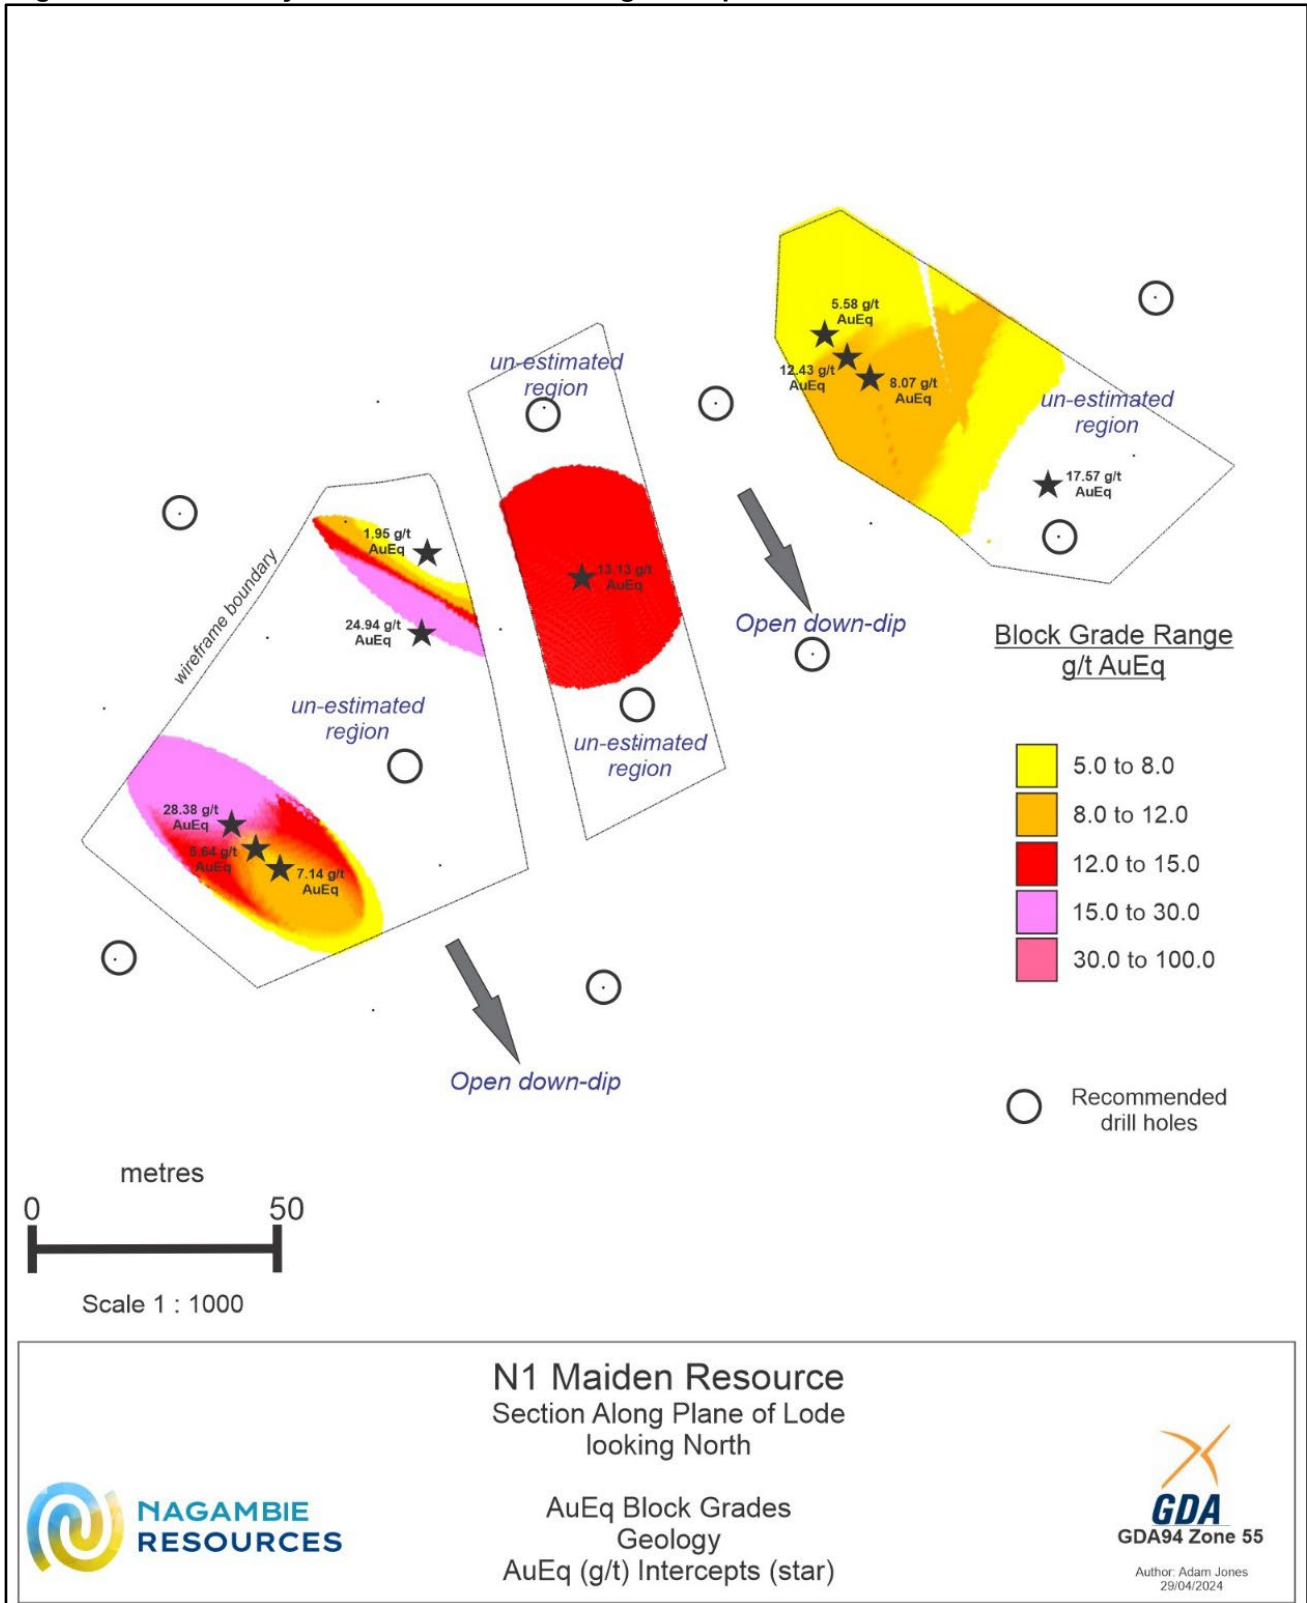 5.58 g/t
AuEq
12.43 g/t
AuEq
8.07 g/t
AuEq
un-estimated
region
un-estimated
region
17.57 g/t
AuEq
1.95 g/t
AuEq
13.13 g/t
AuEq
wireframe boundary
24.94 g/t
AuEq
Open down-dip
Block Grade Range
g/t AuEq
un-estimated
region
un-estimated
region
5.0 to 8.0
8.0 to 12.0
12.0 to 15.0
15.0 to 30.0
30.0 to 100.0
28.38 g/t
AuEq
AuEq
7.14 g/t
AuEq
Open down-dip
Recommended
drill holes
metres
0 50
Scale 1 : 1000
N1 Maiden Resource
Section Along Plane of Lode
looking North
AuEq Block Grades
Geology
AuEq (g/t) Intercepts (star)
NAGAMBIE
RESOURCES
GDA
GDA94 Zone 55
Author: Adam Jones
29/04/2024